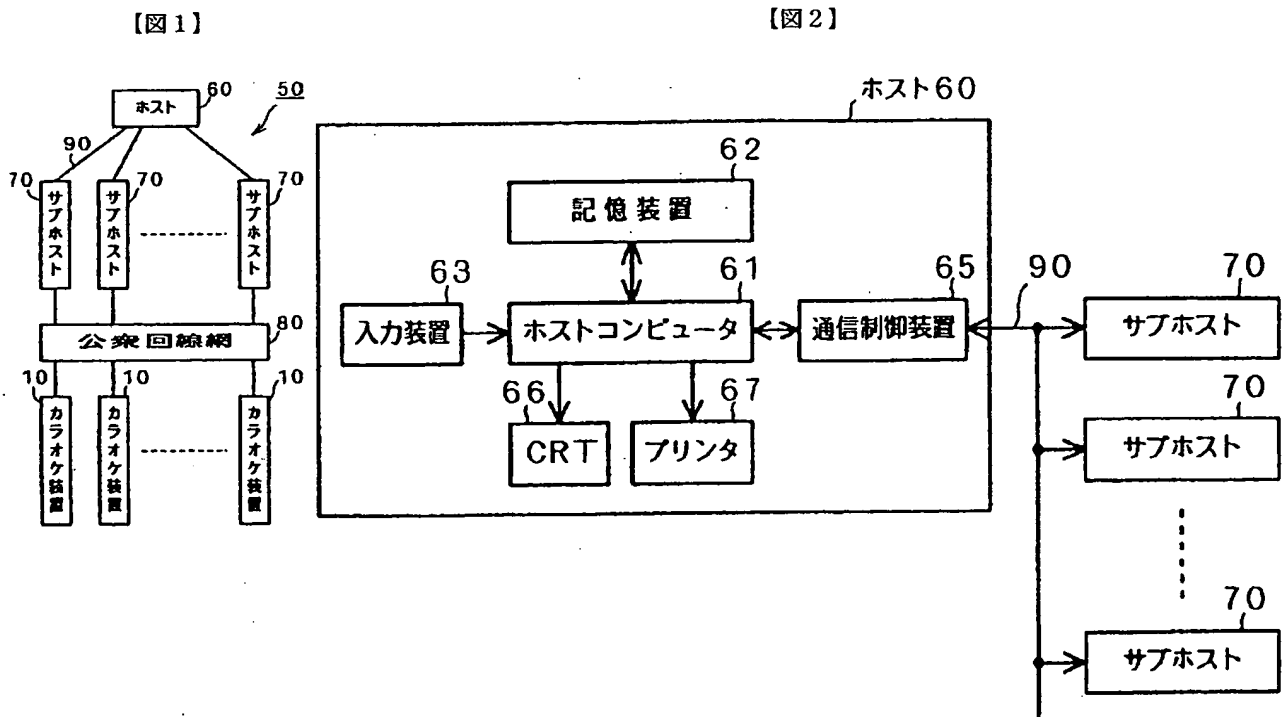 【図1】
ホスト
60
50
90
70
サブホスト
70
サブホスト
70
サブホスト
公衆回線網
80
10
カラオケ装置
10
カラオケ装置
10
カラオケ装置
【図2】
ホスト60
62
記憶装置
63
入力装置
61
ホストコンピュータ
65
通信制御装置
66
CRT
67
プリンタ
90
70
サブホスト
70
サブホスト
70
サブホスト